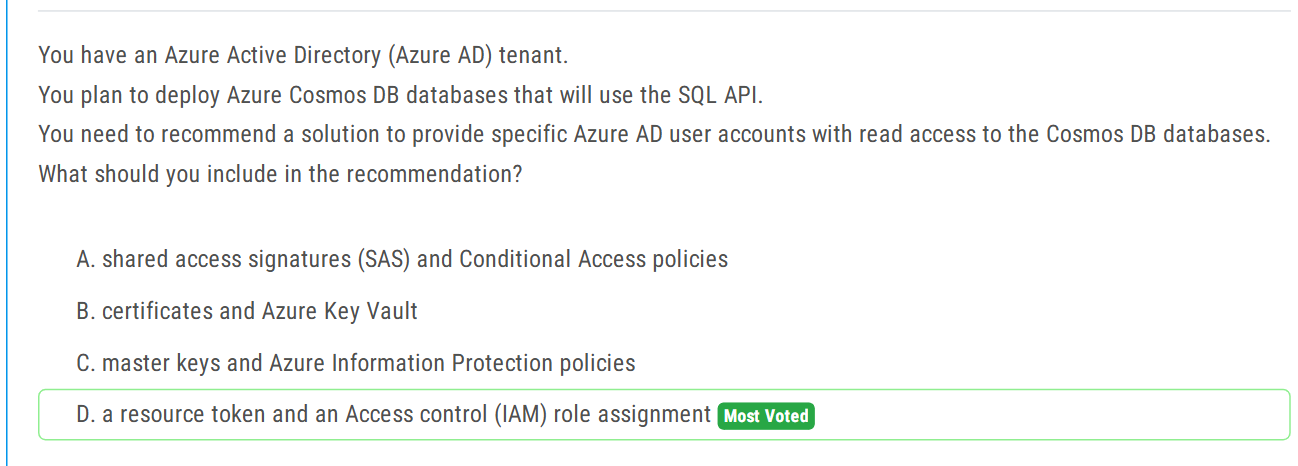 You have an Azure Active Directory (Azure AD) tenant.
You plan to deploy Azure Cosmos DB databases that will use the SQL API.
You need to recommend a solution to provide specific Azure AD user accounts with read access to the Cosmos DB databases.
What should you include in the recommendation?
A. shared access signatures (SAS) and Conditional Access policies
B. certificates and Azure Key Vault
C. master keys and Azure Information Protection policies
D. a resource token and an Access control (IAM) role assignment Most Voted